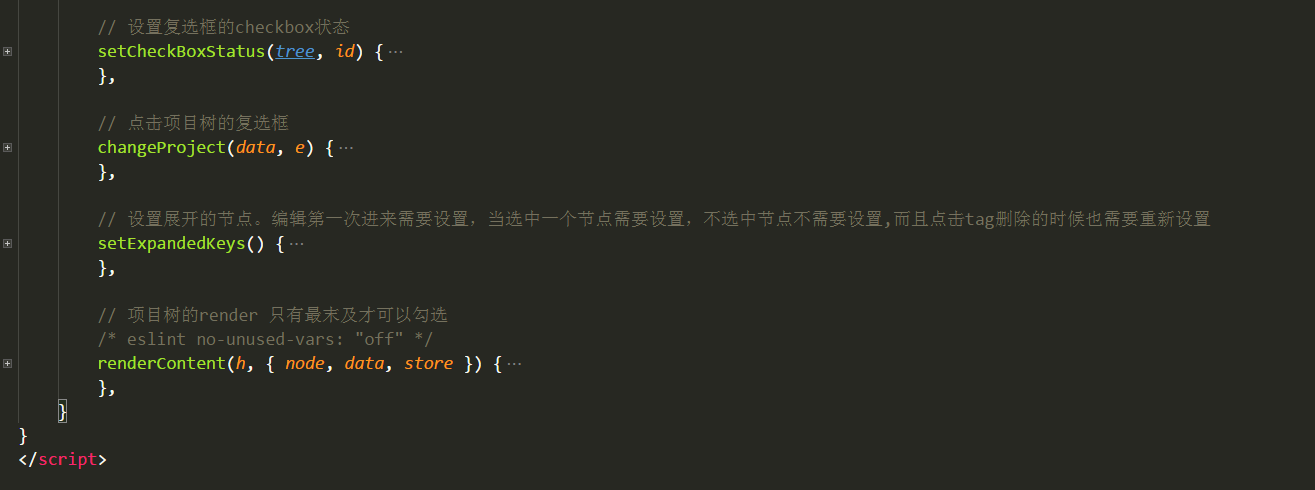 // 设置复选框的checkbox状态
setCheckBoxStatus(tree, id) {···
},
// 点击项目树的复选框
changeProject(data, e) {···
},
// 设置展开的节点。编辑第一次进来需要设置，当选中一个节点需要设置，不选中节点不需要设置,而且点击tag删除的时候也需要重新设置
setExpandedKeys() {···
},
// 项目树的render 只有最末及才可以勾选
/* eslint no-unused-vars: "off" */
renderContent(h, { node, data, store }) {···
},
}
}
</script>